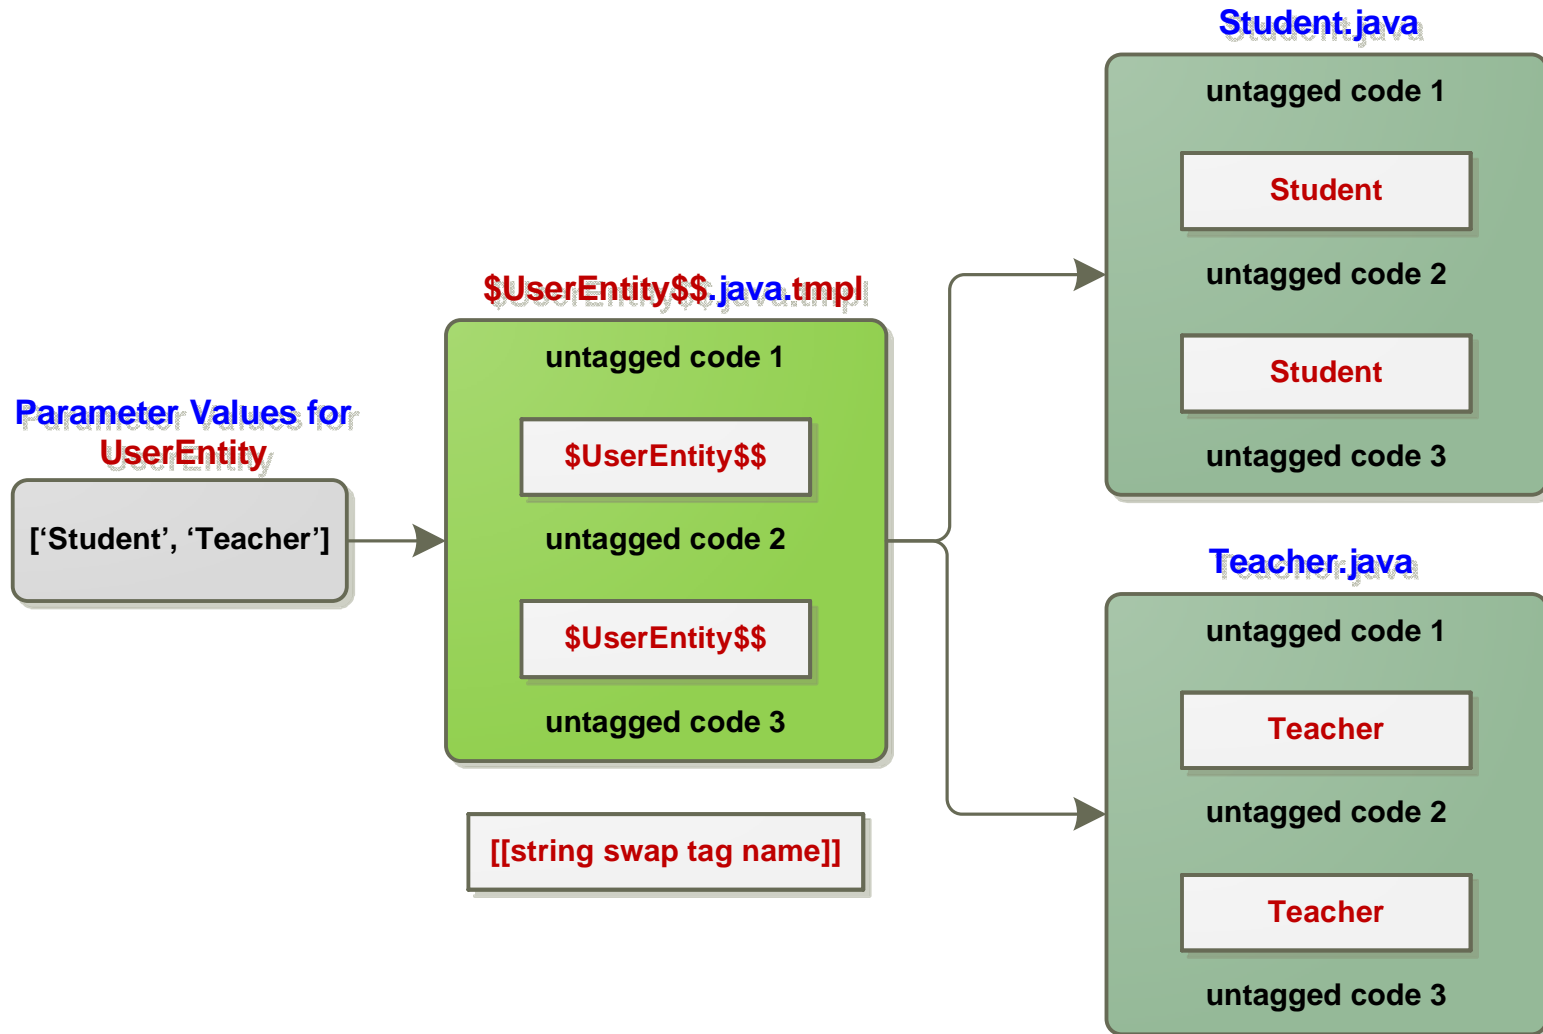 Parameter Values for
UserEntity
['Student', 'Teacher']
$UserEntity$$.java.tmpl
untagged code 1
$UserEntity$$
untagged code 2
$UserEntity$$
untagged code 3
[[string swap tag name]]
Student.java
untagged code 1
Student
untagged code 2
Student
untagged code 3
Teacher.java
untagged code 1
Teacher
untagged code 2
Teacher
untagged code 3